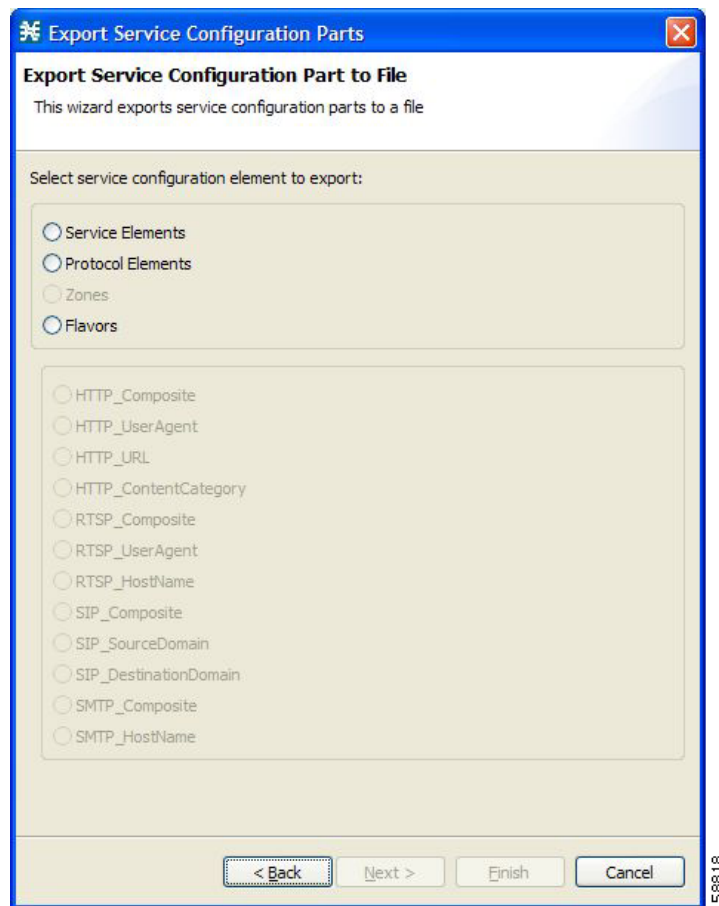 Export Service Configuration Parts
Export Service Configuration Part to File
This wizard exports service configuration parts to a file
Select service configuration element to export:
Service Elements
Protocol Elements
Zones
Flavors
HTTP_Composite
HTTP_UserAgent
HTTP_URL
HTTP_ContentCategory
RTSP_Composite
RTSP_UserAgent
RTSP_HostName
SIP_Composite
SIP_SourceDomain
SIP_DestinationDomain
SMTP_Composite
SMTP_HostName
< Back Next > Finish Cancel